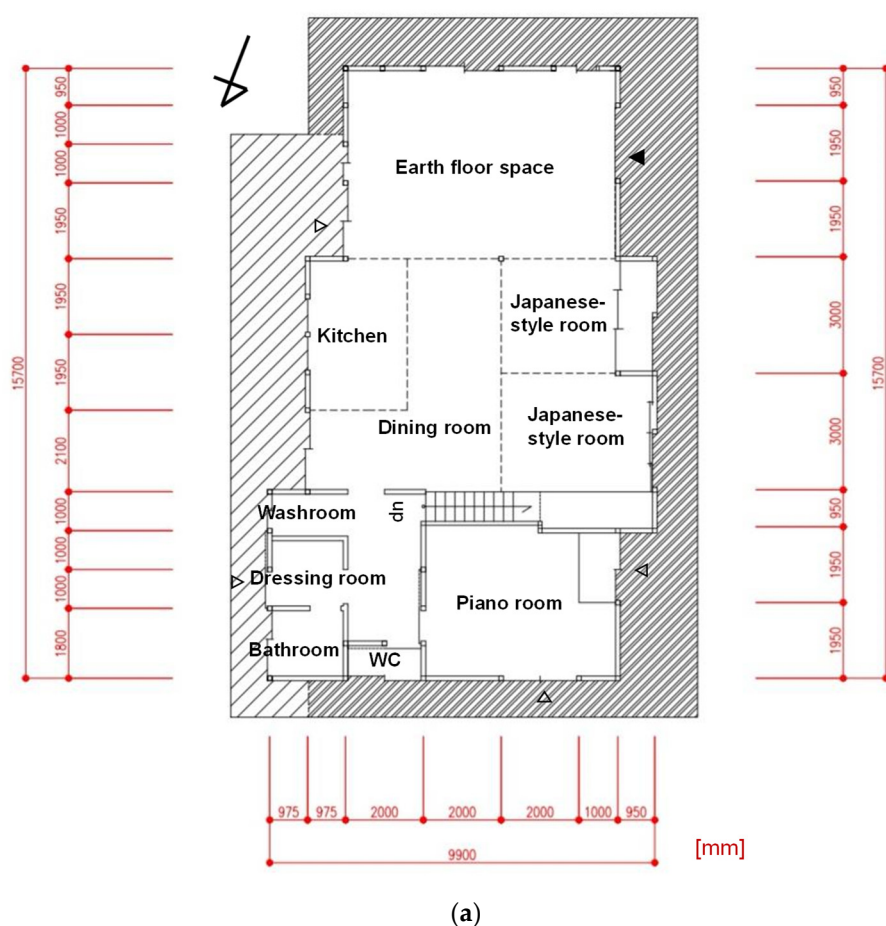 Earth floor space
Japanese-
style room
Kitchen
Japanese-
style room
Dining room
Washroom
up
Dressing room
Piano room
Bathroom
WC
15700
950
1000
1000
1950
1950
1950
2100
1000
1000
1000
1800
950
1950
1950
3000
3000
950
1950
1950
15700
975
975
2000
2000
2000
1000
950
9900
[mm]
(a)